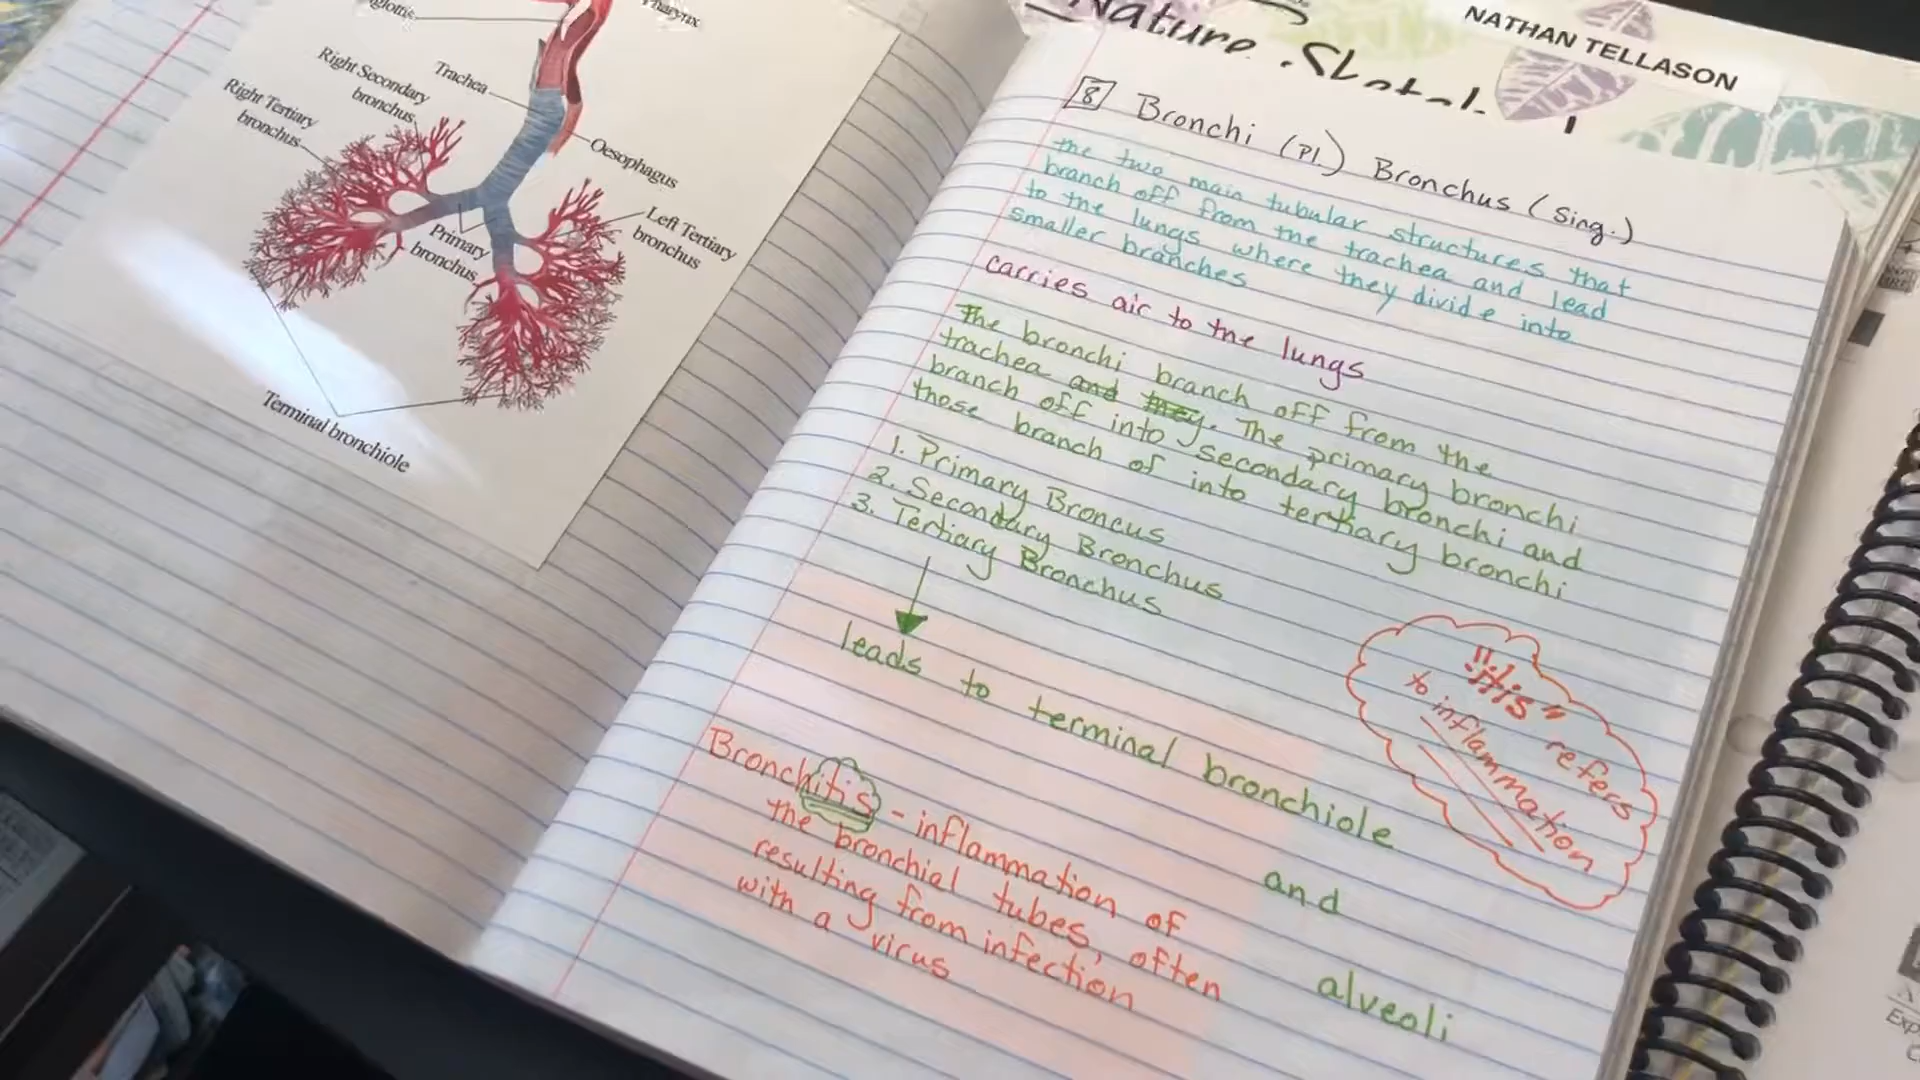 glottis
Pharynx
Trachea
Right Secondary
bronchus
Right Tertiary
bronchus
Oesophagus
Left Tertiary
bronchus
Primary
bronchus
Terminal bronchiole
Nature
NATHAN TELLASON
8 Bronchi (Pl.) Bronchus (Sing.)
the two main tubular structures that
branch off from the trachea and lead
to the lungs where they divide into
smaller branches
carries air to the lungs
The bronchi branch off from the
trachea and they. The primary bronchi
branch off into secondary bronchi and
those branch of into tertiary bronchi
1. Primary Broncus
2. Secondary Bronchus
3. Tertiary Bronchus
leads to terminal bronchiole
and
alveoli
"itis" refers
to inflammation
Bronchitis - inflammation of
the bronchial tubes, often
resulting from infection
with a virus